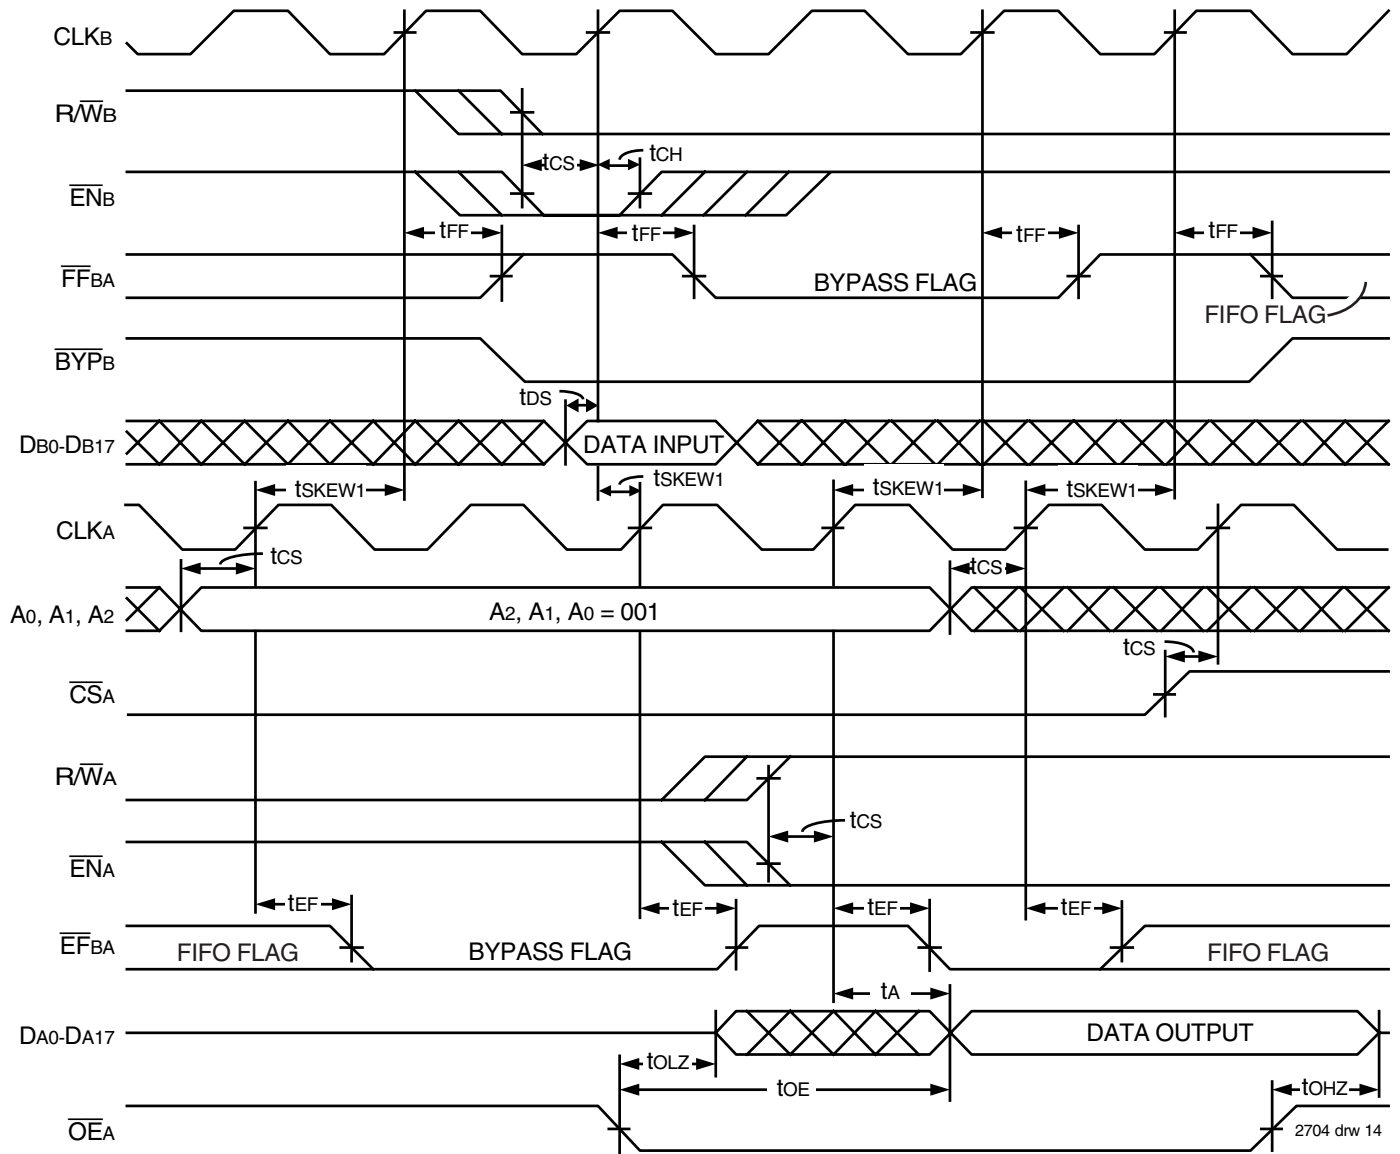 CLKB
R/WB
tCS
tCH
ENB
tFF
tFF
tFF
tFF
FFBA
BYPASS FLAG
FIFO FLAG
BYPB
tDS
DB0-DB17
DATA INPUT
tSKEW1
tSKEW1
tSKEW1
tSKEW1
CLKA
tCS
tCS
A0, A1, A2
A2, A1, A0 = 001
tCS
CSA
R/WA
tCS
ENA
tEF
tEF
tEF
tEF
EFBA
FIFO FLAG
BYPASS FLAG
FIFO FLAG
tA
DA0-DA17
DATA OUTPUT
tOLZ
tOE
tOHZ
OEA
2704 drw 14